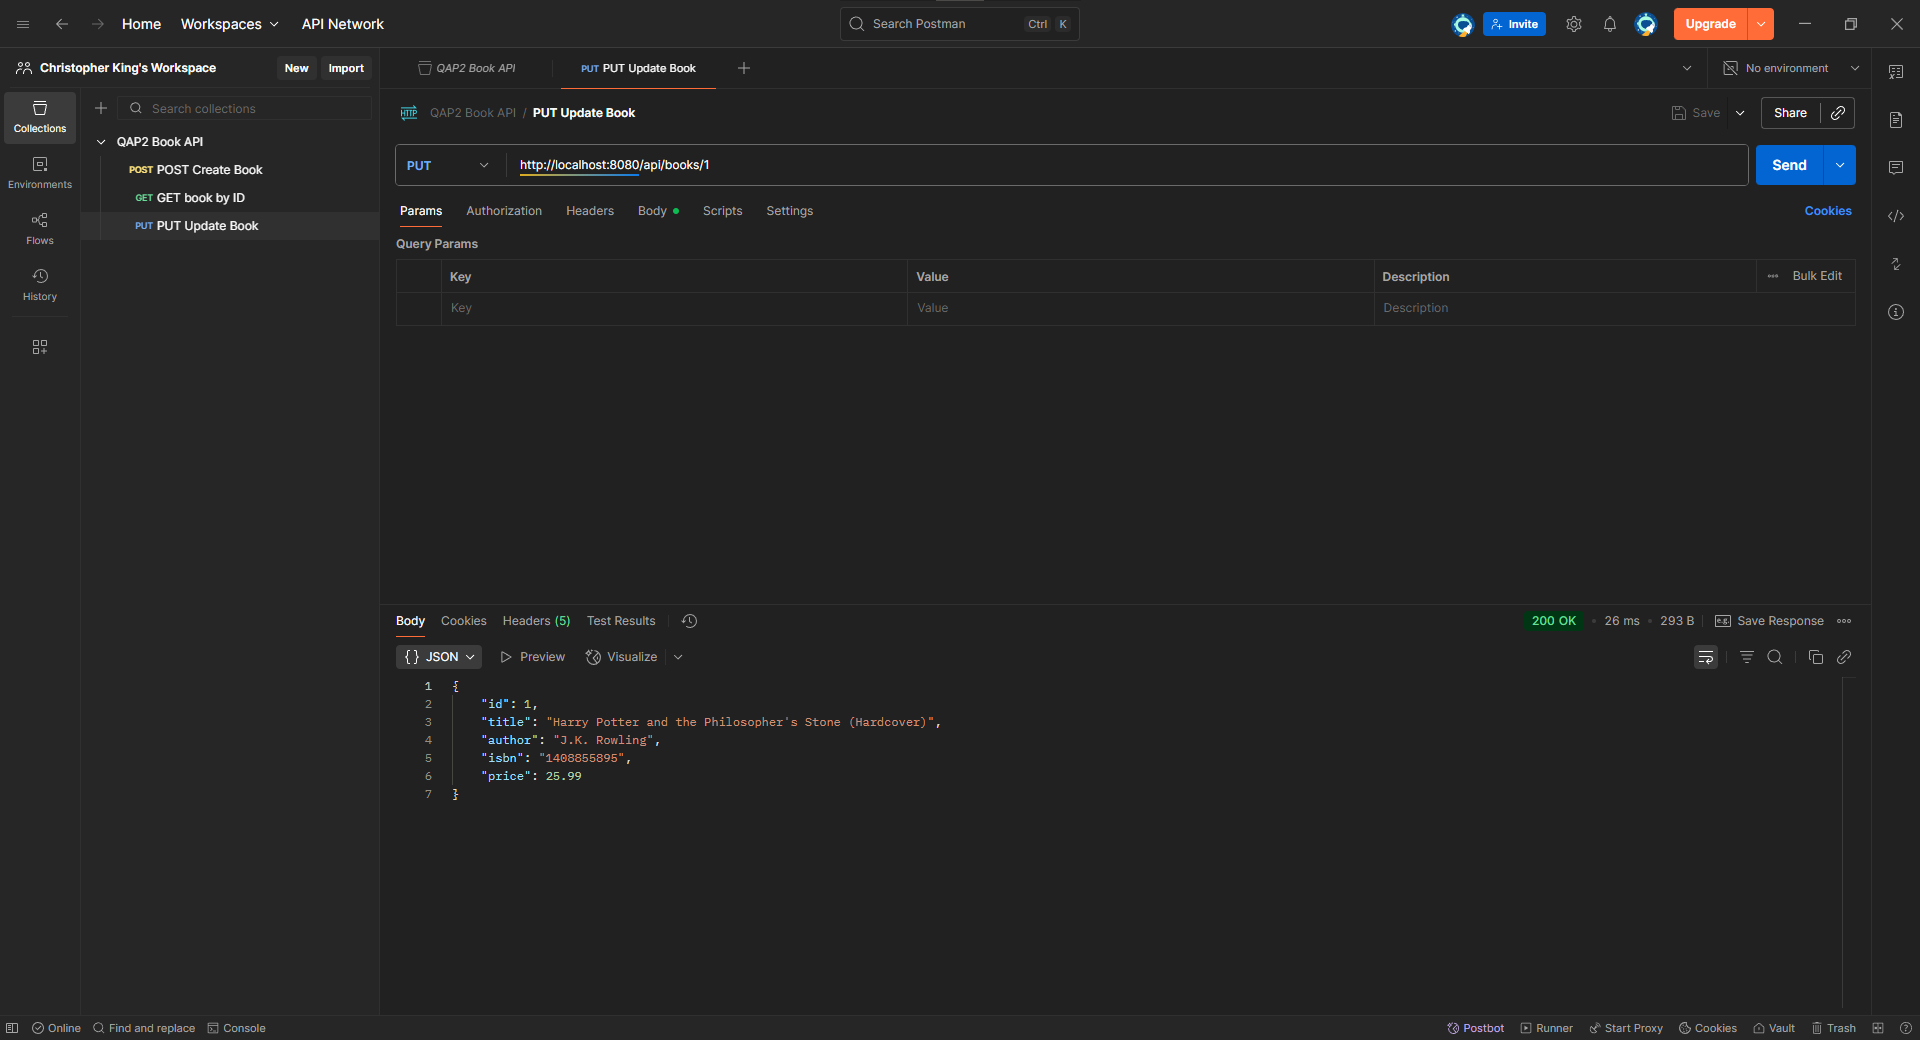 Home Workspaces API Network Search Postman Ctrl K Invite Upgrade
Christopher King's Workspace New Import QAP2 Book API PUT PUT Update Book No environment
Collections Search collections QAP2 Book API / PUT Update Book Save Share
QAP2 Book API
POST POST Create Book
GET GET book by ID
PUT PUT Update Book
Environments
Flows
History
PUT http://localhost:8080/api/books/1 Send
Params Authorization Headers Body Scripts Settings Cookies
Query Params
Key Value Description Bulk Edit
Key Value Description
Body Cookies Headers (5) Test Results 200 OK 26 ms 293 B e.g. Save Response
{} JSON Preview Visualize
1 {
2 "id": 1,
3 "title": "Harry Potter and the Philosopher's Stone (Hardcover)",
4 "author": "J.K. Rowling",
5 "isbn": "1408855895",
6 "price": 25.99
7 }
Online Find and replace Console Postbot Runner Start Proxy Cookies Vault Trash